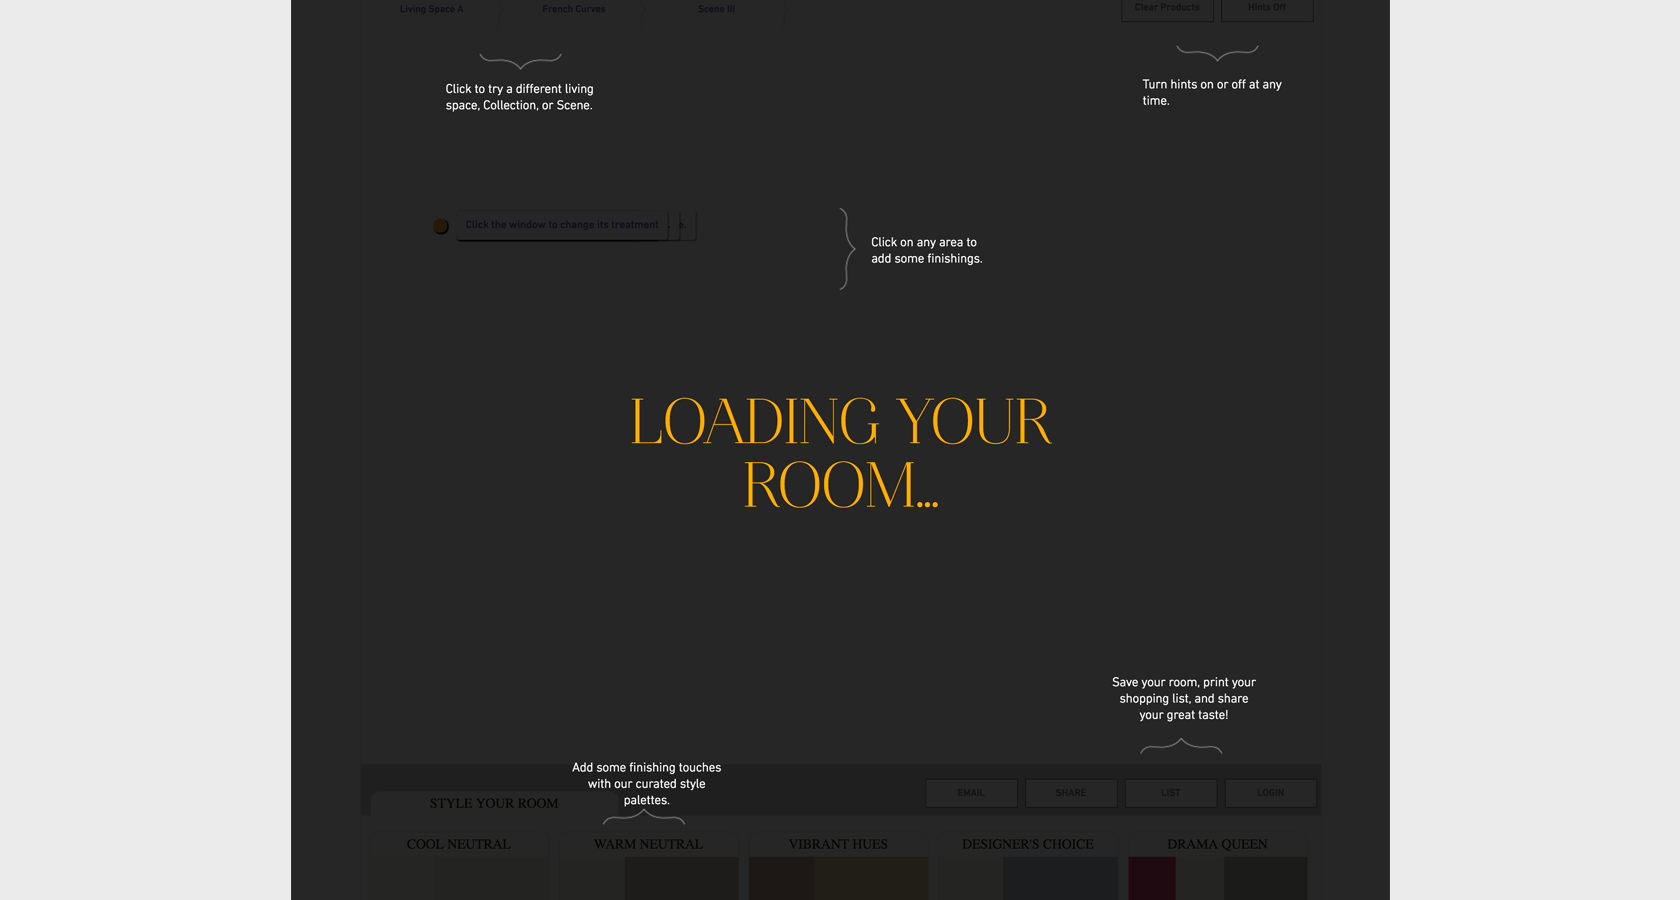 Living Space A
French Curves
Scene III
Clear Products
Hints Off
Click to try a different living
space, Collection, or Scene.
Turn hints on or off at any
time.
Click the window to change its treatment
Click on any area to
add some finishings.
LOADING YOUR
ROOM...
Save your room, print your
shopping list, and share
your great taste!
Add some finishing touches
with our curated style
palettes.
STYLE YOUR ROOM
EMAIL
SHARE
LIST
LOGIN
COOL NEUTRAL
WARM NEUTRAL
VIBRANT HUES
DESIGNER'S CHOICE
DRAMA QUEEN